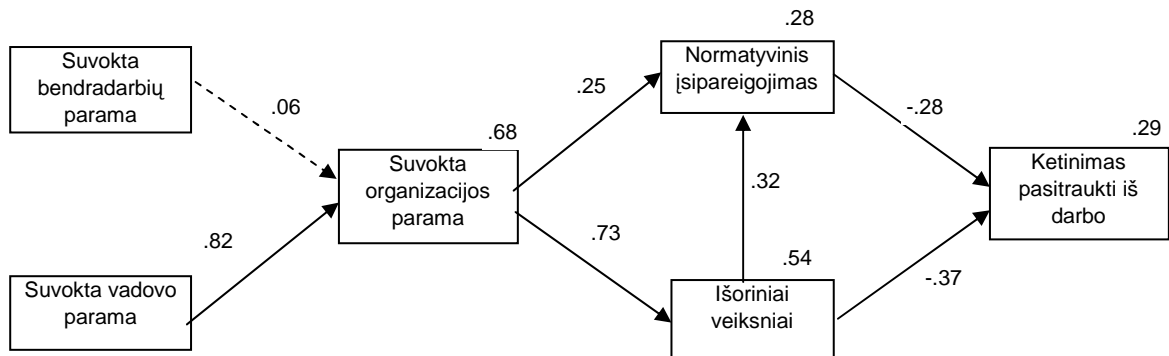 .28
Suvokta
bendradarbių
parama
Normatyvinis
įsipareigojimas
.06
.25
-.28
.68
.29
Suvokta
organizacijos
parama
Ketinimas
pasitraukti iš
darbo
.32
.82
.73
.54
-.37
Suvokta vadovo
parama
Išoriniai
veiksniai